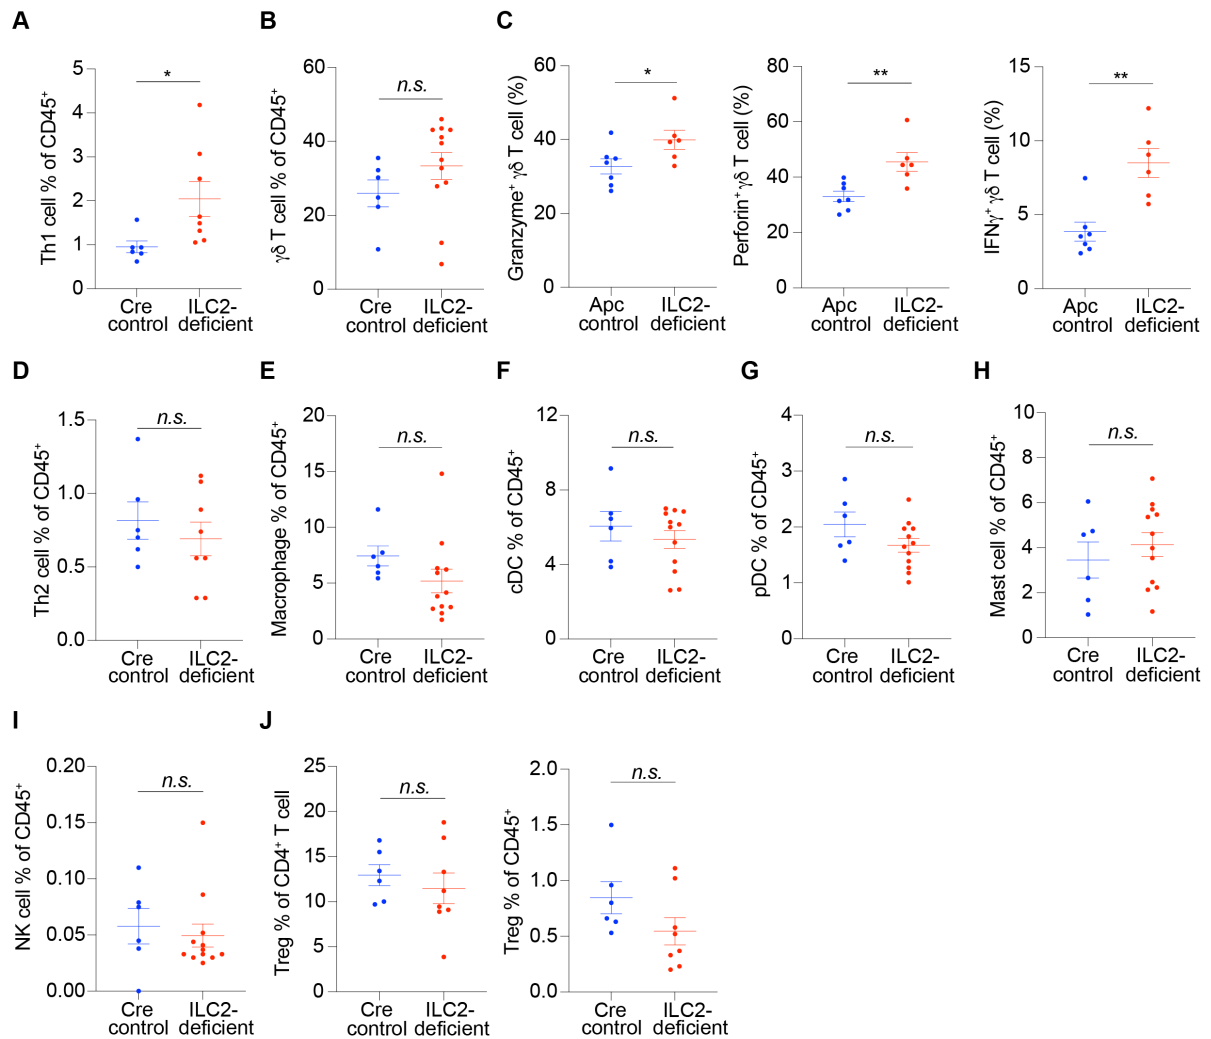 A
Th1 cell % of CD45⁺
5
4
3
2
1
0
*
Cre control
ILC2-deficient
B
γδ T cell % of CD45⁺
60
40
20
0
n.s.
Cre control
ILC2-deficient
C
Granzyme⁺ γδ T cell (%)
60
40
20
0
*
Apc control
ILC2-deficient
Perforin⁺ γδ T cell (%)
80
60
40
20
0
**
Apc control
ILC2-deficient
IFNγ⁺ γδ T cell (%)
15
10
5
0
**
Apc control
ILC2-deficient
D
Th2 cell % of CD45⁺
1.5
1.0
0.5
0.0
n.s.
Cre control
ILC2-deficient
E
Macrophage % of CD45⁺
20
15
10
5
0
n.s.
Cre control
ILC2-deficient
F
cDC % of CD45⁺
12
8
4
0
n.s.
Cre control
ILC2-deficient
G
pDC % of CD45⁺
4
3
2
1
0
n.s.
Cre control
ILC2-deficient
H
Mast cell % of CD45⁺
10
8
6
4
2
0
n.s.
Cre control
ILC2-deficient
I
NK cell % of CD45⁺
0.20
0.15
0.10
0.05
0.00
n.s.
Cre control
ILC2-deficient
J
Treg % of CD4⁺ T cell
25
20
15
10
5
0
n.s.
Cre control
ILC2-deficient
Treg % of CD45⁺
2.0
1.5
1.0
0.5
0.0
n.s.
Cre control
ILC2-deficient